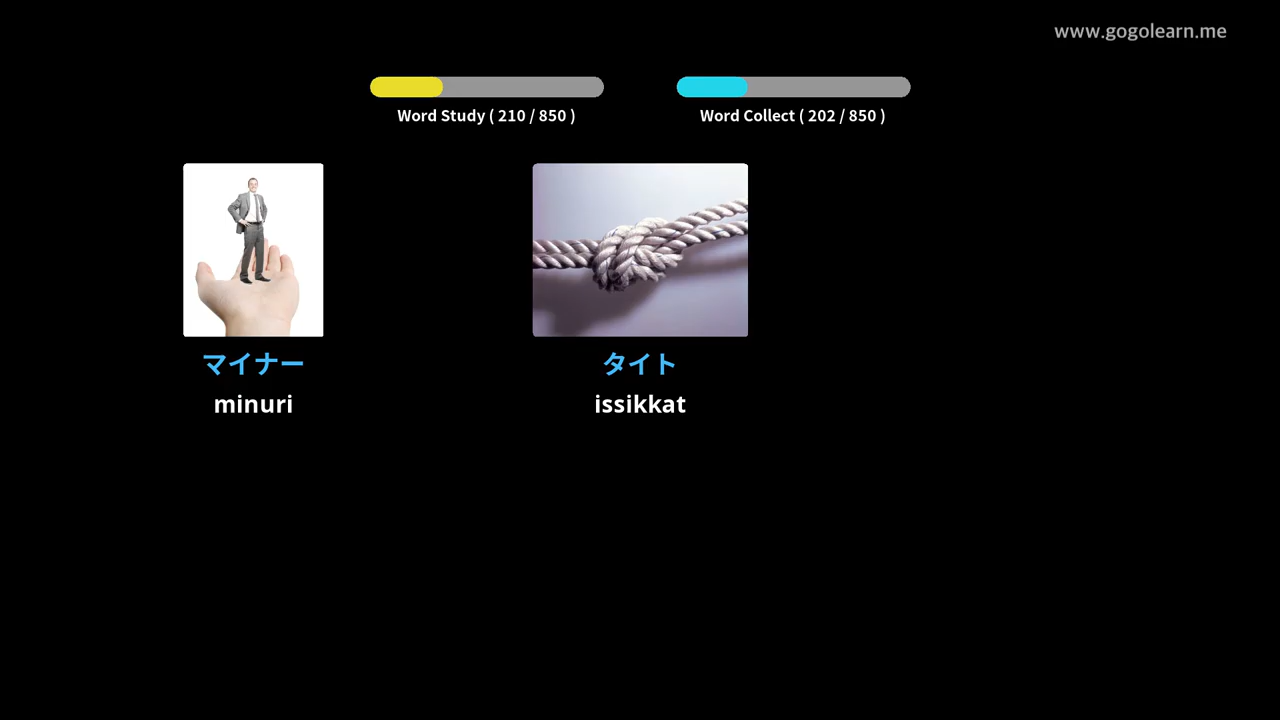 www.gogolearn.me
Word Study ( 210 / 850 )
Word Collect ( 202 / 850 )
マイナー
minuri
タイト
issikkat